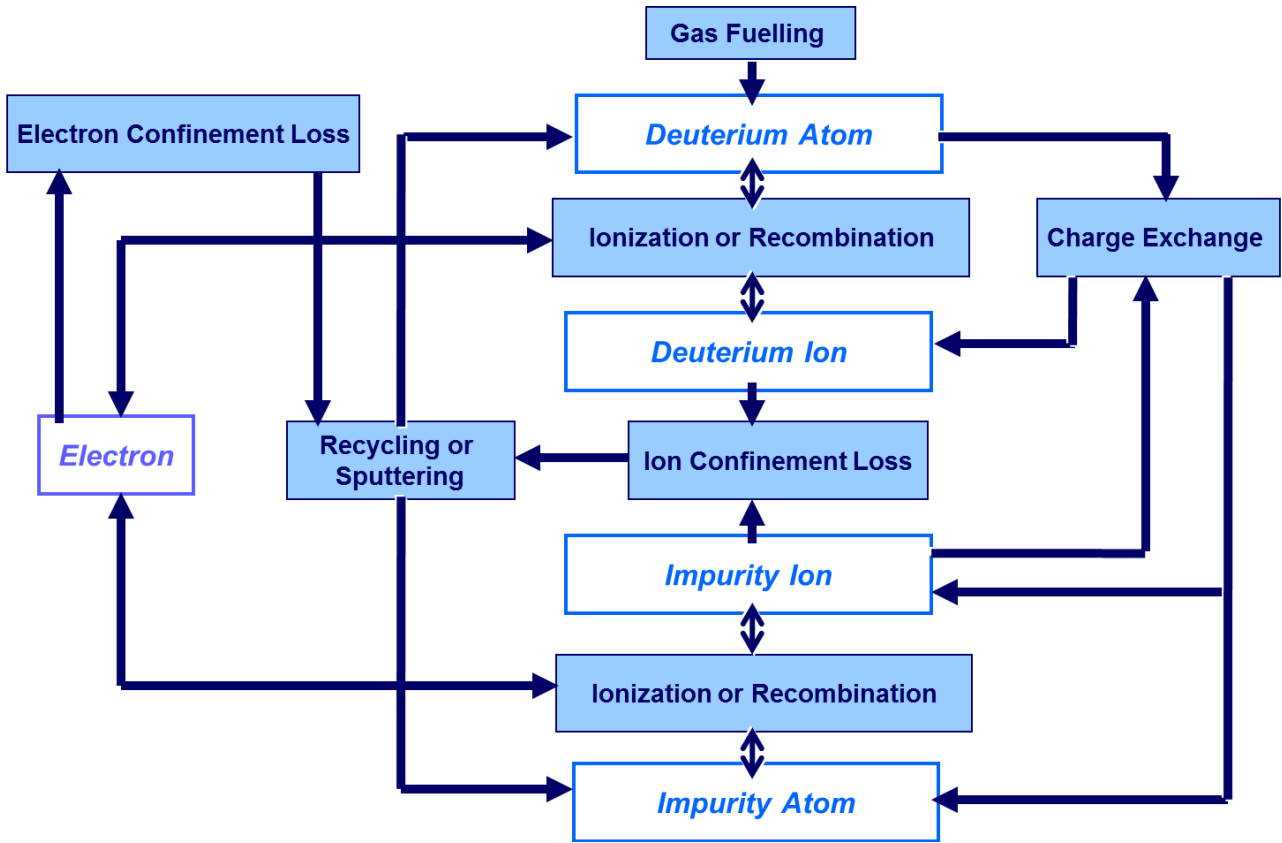 Gas Fuelling
Electron Confinement Loss
Deuterium Atom
Ionization or Recombination
Charge Exchange
Deuterium Ion
Electron
Recycling or
Sputtering
Ion Confinement Loss
Impurity Ion
Ionization or Recombination
Impurity Atom